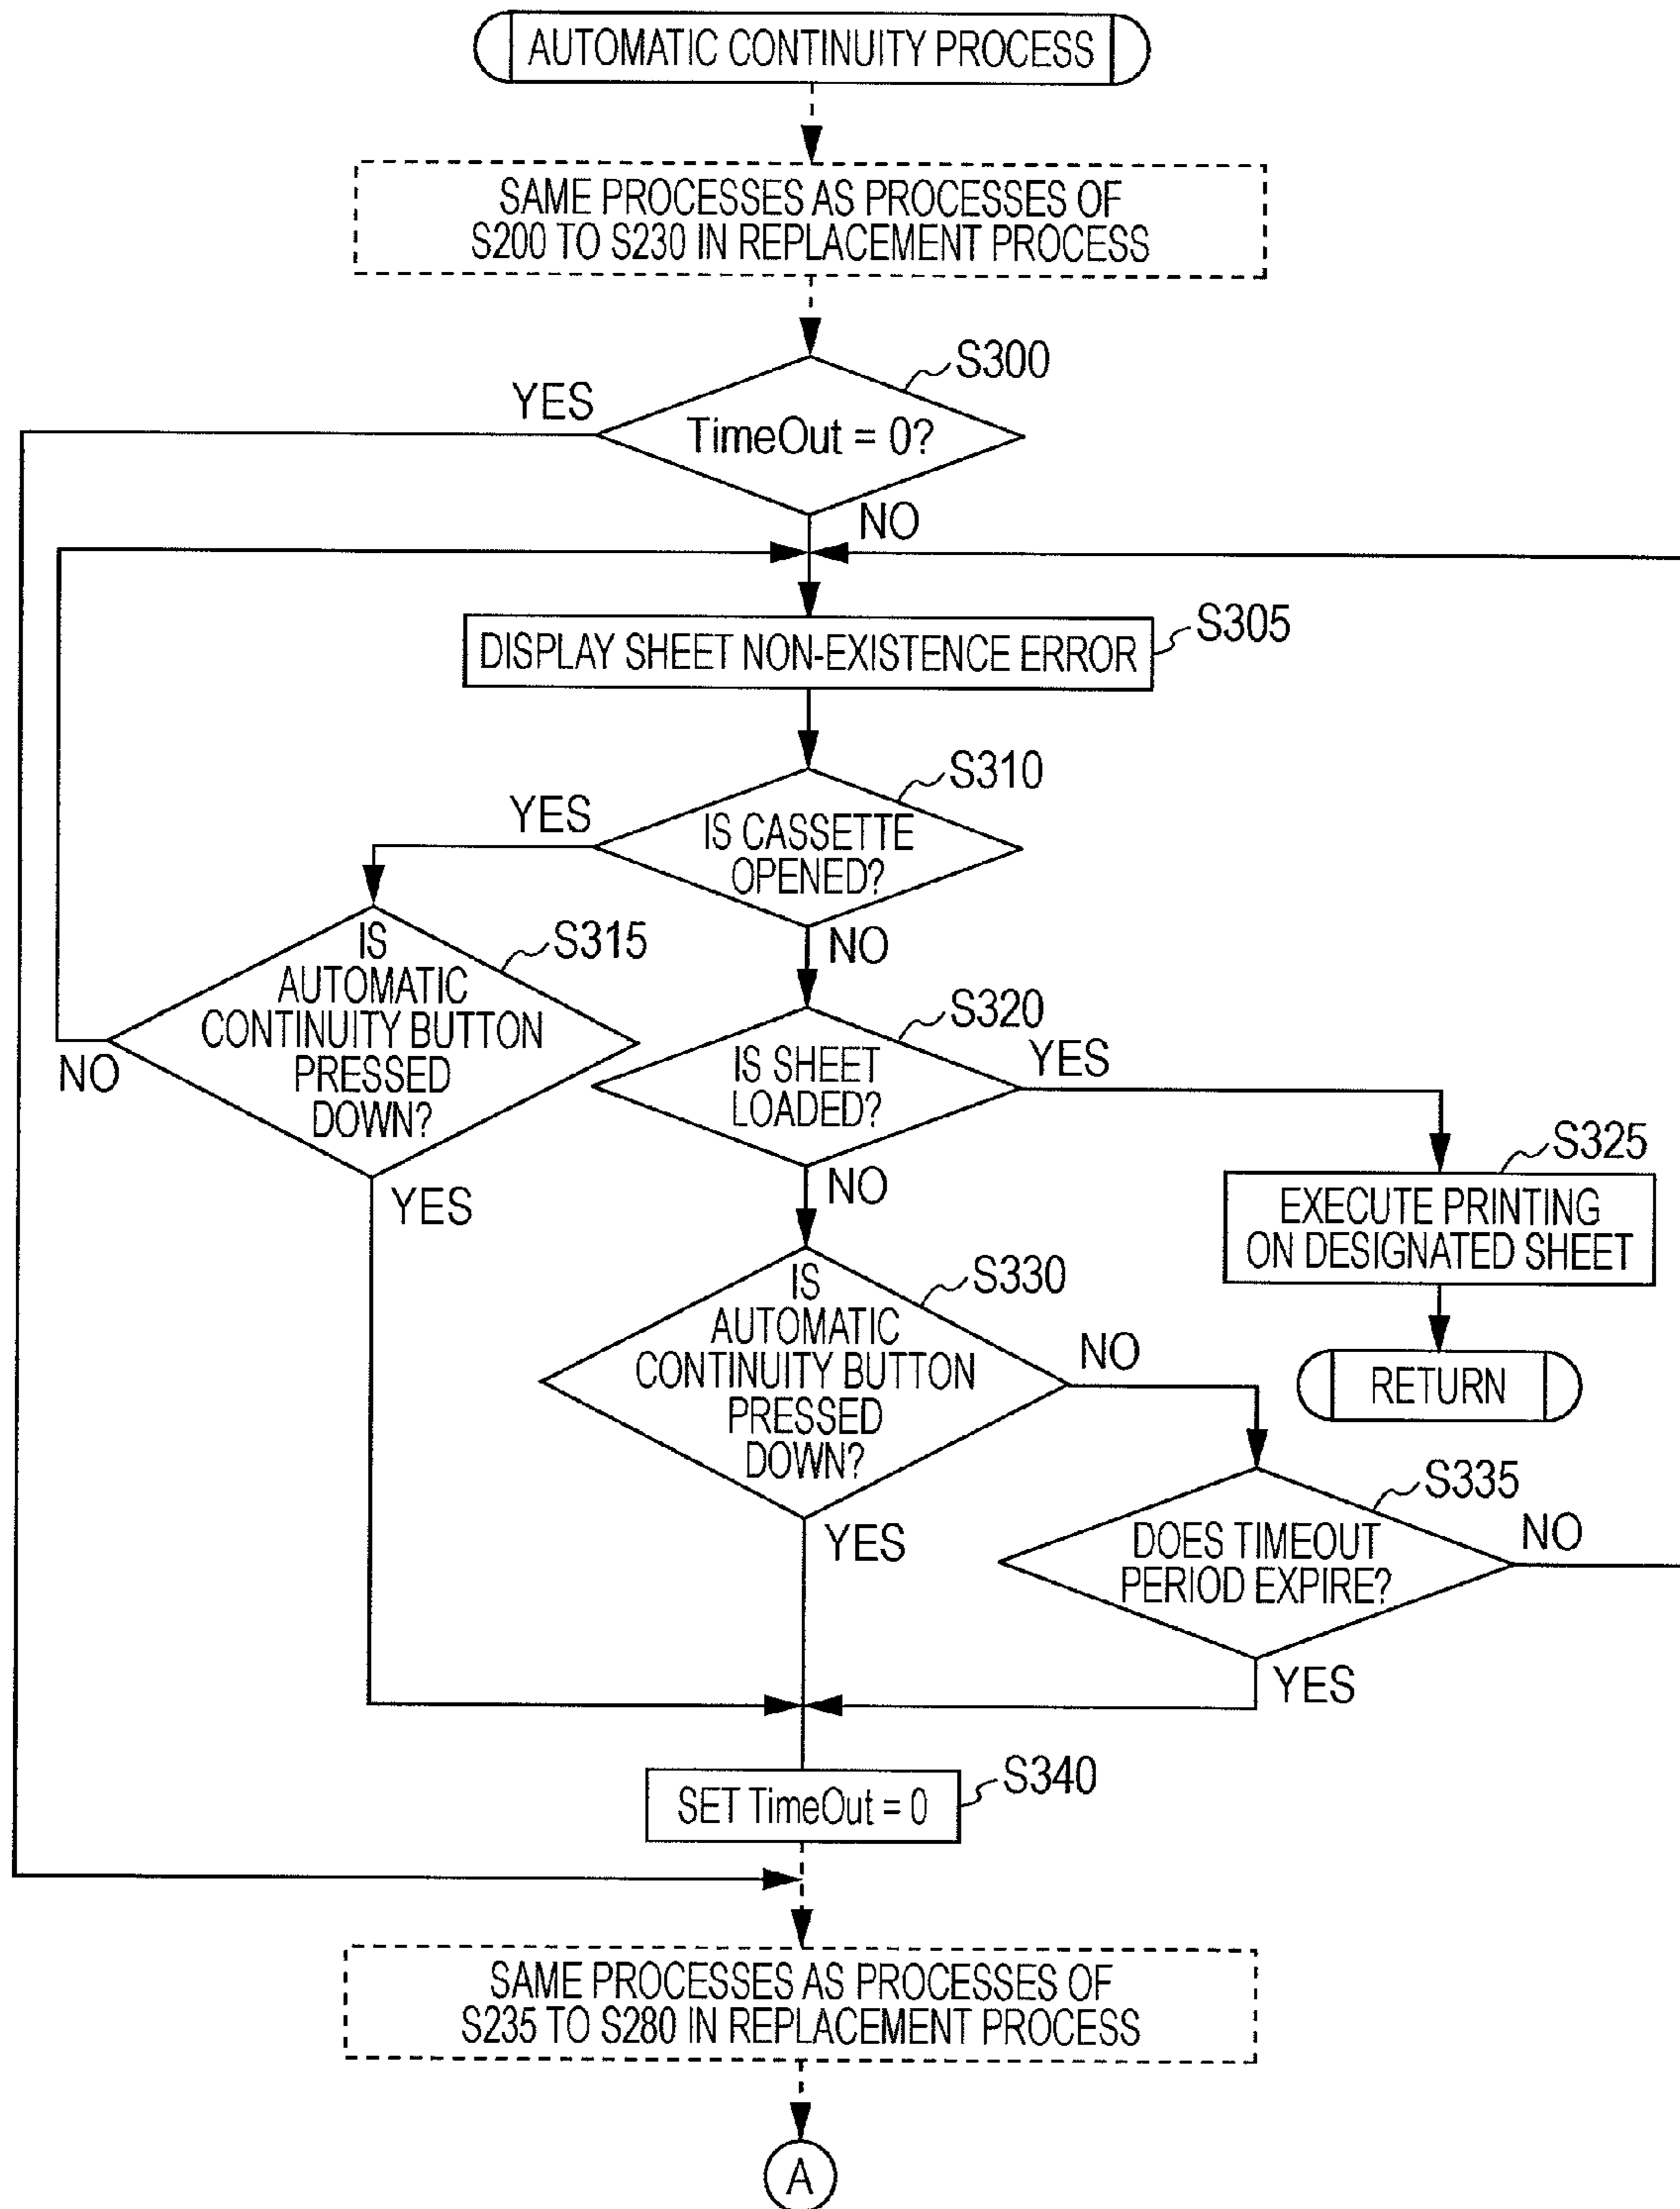 AUTOMATIC CONTINUITY PROCESS
SAME PROCESSES AS PROCESSES OF
S200 TO S230 IN REPLACEMENT PROCESS
S300
YES
TimeOut = 0?
NO
DISPLAY SHEET NON-EXISTENCE ERROR
S305
S310
YES
IS CASSETTE
OPENED?
NO
S315
IS
AUTOMATIC
CONTINUITY BUTTON
PRESSED
DOWN?
NO
YES
S320
IS SHEET
LOADED?
YES
NO
S325
EXECUTE PRINTING
ON DESIGNATED SHEET
RETURN
S330
IS
AUTOMATIC
CONTINUITY BUTTON
PRESSED
DOWN?
NO
YES
S335
DOES TIMEOUT
PERIOD EXPIRE?
NO
YES
S340
SET TimeOut = 0
SAME PROCESSES AS PROCESSES OF
S235 TO S280 IN REPLACEMENT PROCESS
A